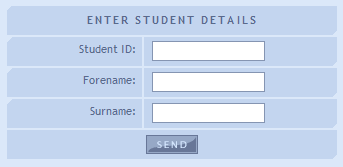 ENTER STUDENT DETAILS
Student ID:
Forename:
Surname:
SEND